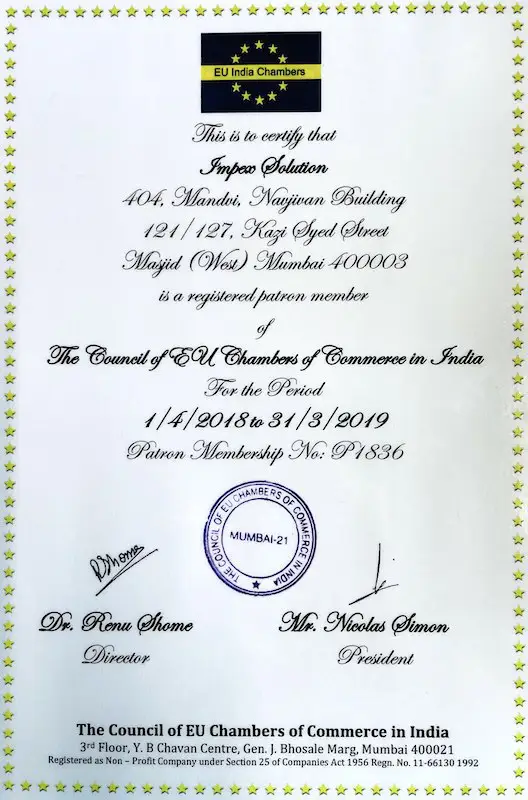 EU India Chambers
This is to certify that
Impex Solution
404, Mandvi, Navjivan Building
121/127, Kazi Syed Street
Masjid (West) Mumbai 400003
is a registered patron member
of
The Council of EU Chambers of Commerce in India
For the Period
1/4/2018 to 31/3/2019
Patron Membership No: P1836
THE COUNCIL OF EU CHAMBERS OF COMMERCE IN INDIA
MUMBAI-21
RShome
Dr. Renu Shome
Mr. Nicolas Simon
Director
President
The Council of EU Chambers of Commerce in India
3rd Floor, Y. B Chavan Centre, Gen. J. Bhosale Marg, Mumbai 400021
Registered as Non – Profit Company under Section 25 of Companies Act 1956 Regn. No. 11-66130 1992